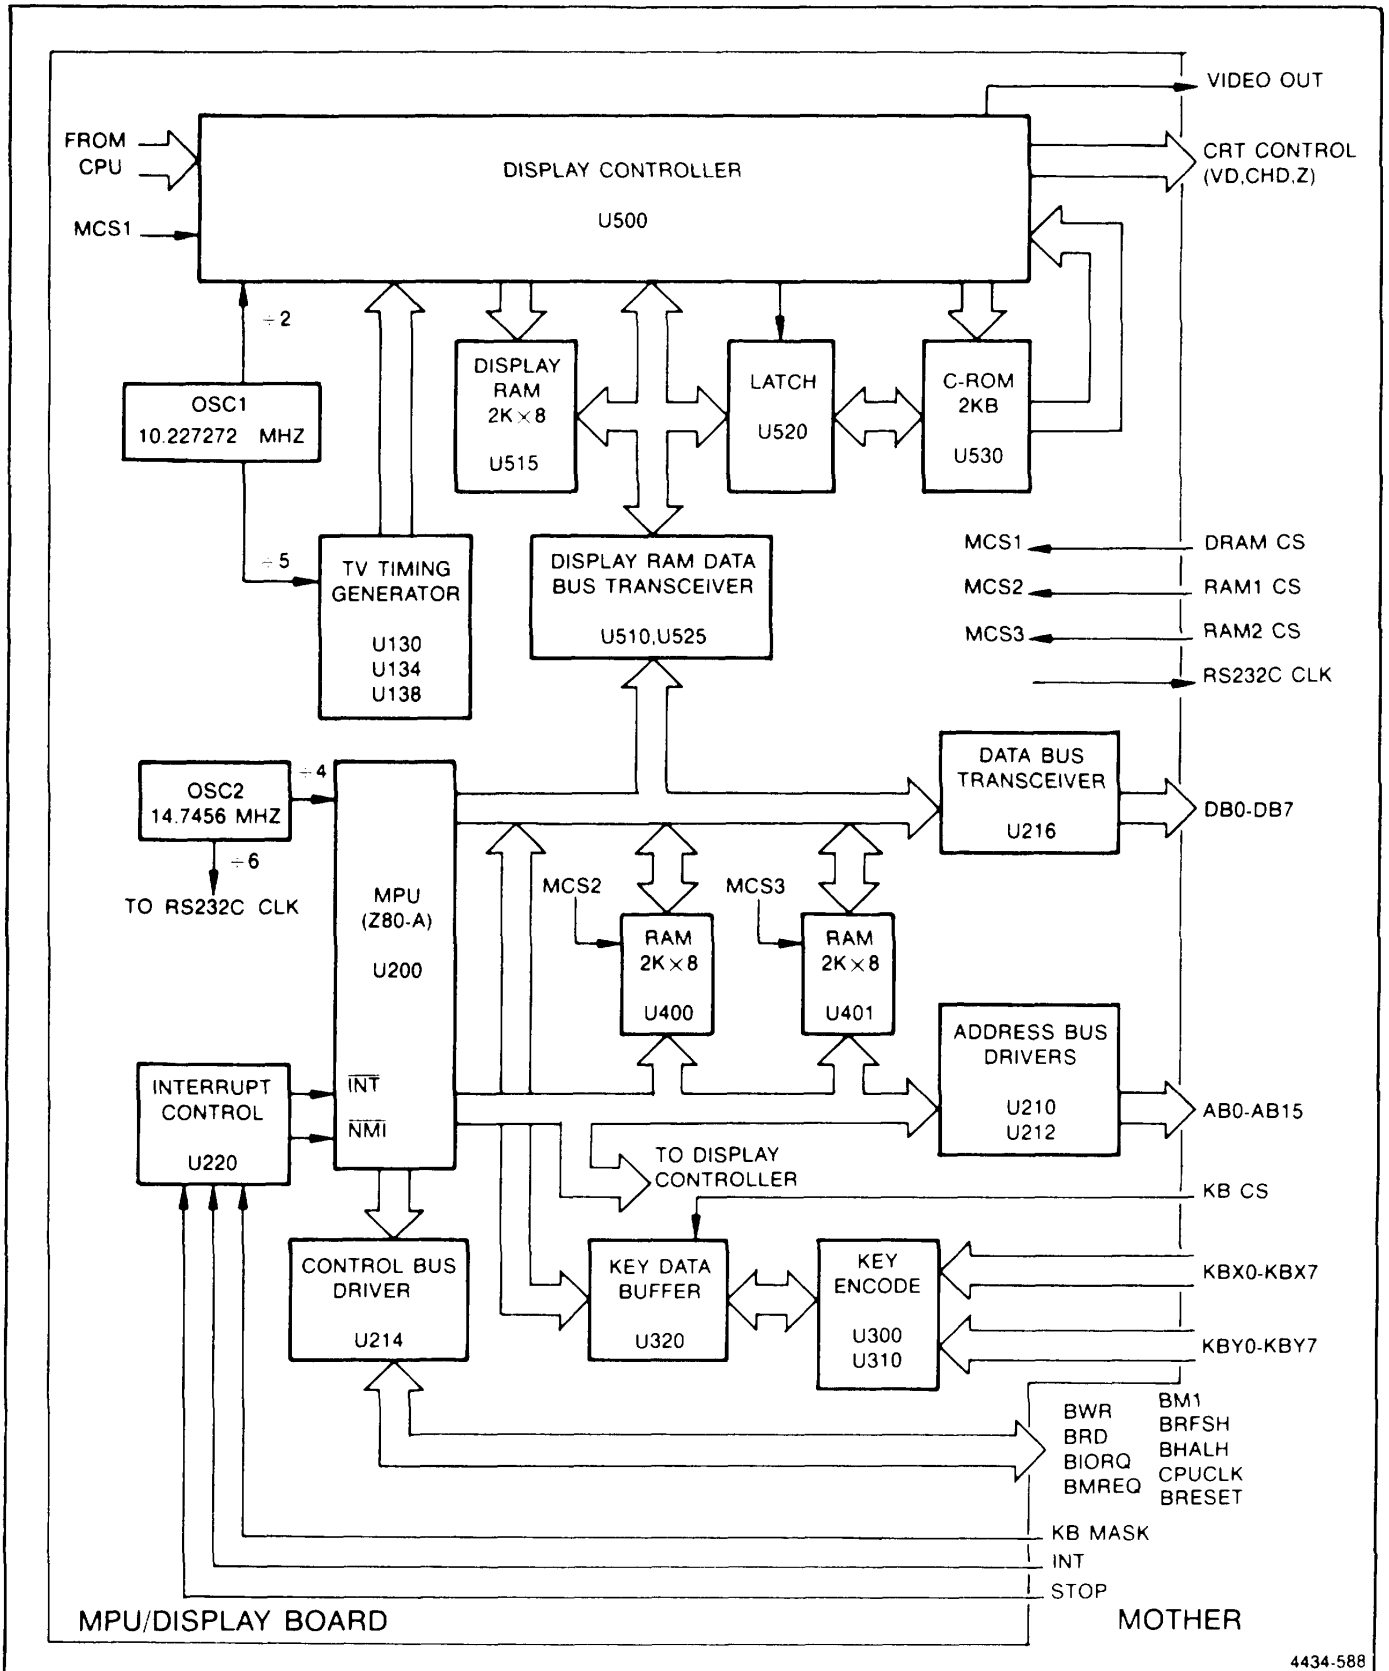 VIDEO OUT
FROM
CPU
DISPLAY CONTROLLER
U500
CRT CONTROL
(VD,CHD,Z)
MCS1
÷2
OSC1
10.227272 MHZ
DISPLAY
RAM
2K×8
U515
LATCH
U520
C-ROM
2KB
U530
÷5
TV TIMING
GENERATOR
U130
U134
U138
DISPLAY RAM DATA
BUS TRANSCEIVER
U510,U525
MCS1
DRAM CS
MCS2
RAM1 CS
MCS3
RAM2 CS
RS232C CLK
OSC2
14.7456 MHZ
÷4
÷6
TO RS232C CLK
MPU
(Z80-A)
U200
INT
NMI
DATA BUS
TRANSCEIVER
U216
DB0-DB7
MCS2
RAM
2K×8
U400
MCS3
RAM
2K×8
U401
ADDRESS BUS
DRIVERS
U210
U212
AB0-AB15
INTERRUPT
CONTROL
U220
TO DISPLAY
CONTROLLER
KB CS
CONTROL BUS
DRIVER
U214
KEY DATA
BUFFER
U320
KEY
ENCODE
U300
U310
KBX0-KBX7
KBY0-KBY7
BWR
BRD
BIORQ
BMREQ
BM1
BRFSH
BHALH
CPUCLK
BRESET
KB MASK
INT
STOP
MPU/DISPLAY BOARD
MOTHER
4434-588